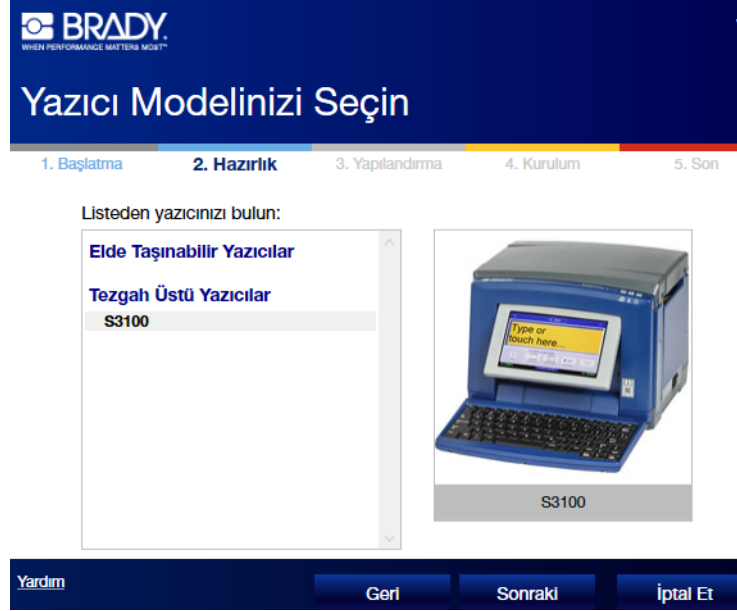 BRADY.
WHEN PERFORMANCE MATTERS MOST™
Yazıcı Modelinizi Seçin
1. Başlatma 2. Hazırlık 3. Yapılandırma 4. Kurulum 5. Son
Listeden yazıcınızı bulun:
Elde Taşınabilir Yazıcılar
Tezgah Üstü Yazıcılar
S3100
Type or
touch here...
S3100
Yardım
Geri Sonraki İptal Et